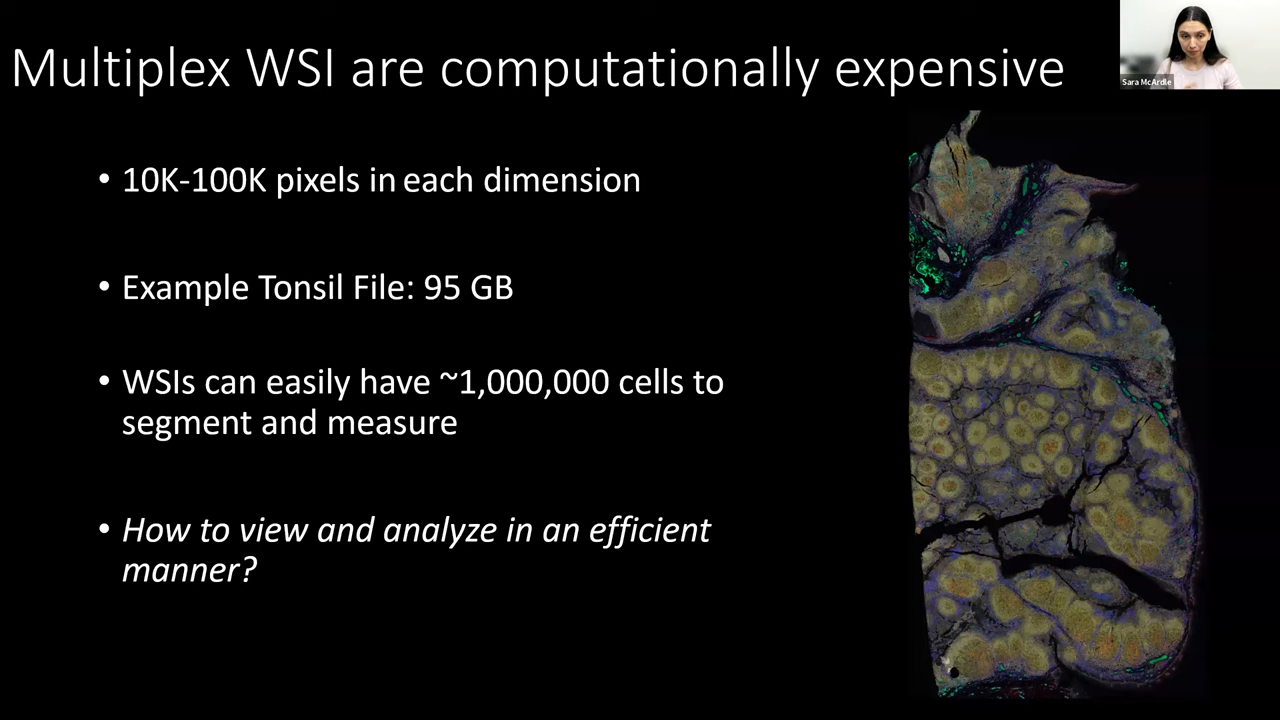 Multiplex WSI are computationally expensive
Sara McArdle
• 10K-100K pixels in each dimension
• Example Tonsil File: 95 GB
• WSIs can easily have ~1,000,000 cells to
segment and measure
• How to view and analyze in an efficient
manner?